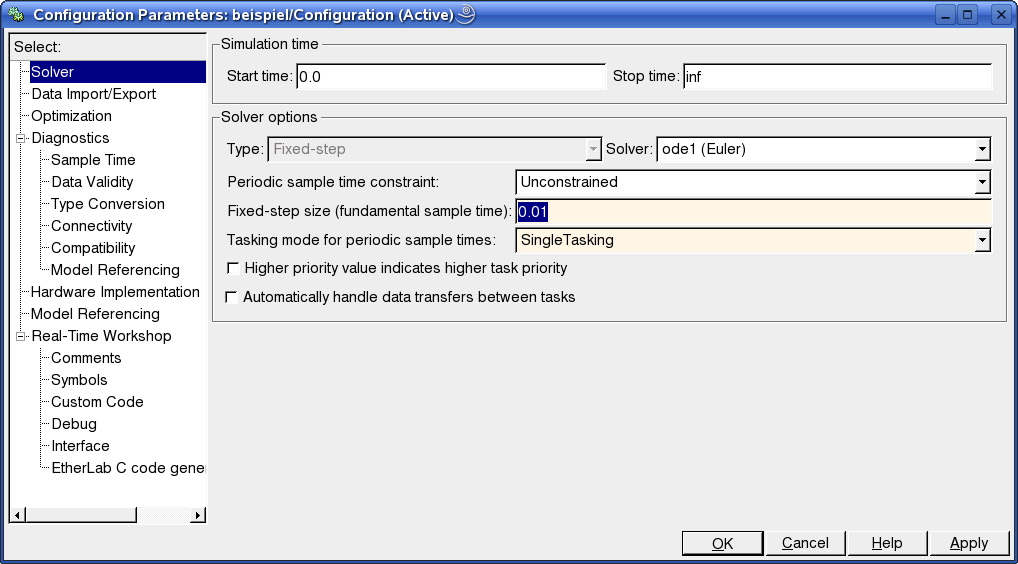 Configuration Parameters: beispiel/Configuration (Active)
Select:
Solver
Data Import/Export
Optimization
Diagnostics
Sample Time
Data Validity
Type Conversion
Connectivity
Compatibility
Model Referencing
Hardware Implementation
Model Referencing
Real-Time Workshop
Comments
Symbols
Custom Code
Debug
Interface
EtherLab C code gener
Simulation time
Start time: 0.0 Stop time: inf
Solver options
Type: Fixed-step Solver: ode1 (Euler)
Periodic sample time constraint: Unconstrained
Fixed-step size (fundamental sample time): 0.01
Tasking mode for periodic sample times: SingleTasking
Higher priority value indicates higher task priority
Automatically handle data transfers between tasks
OK Cancel Help Apply